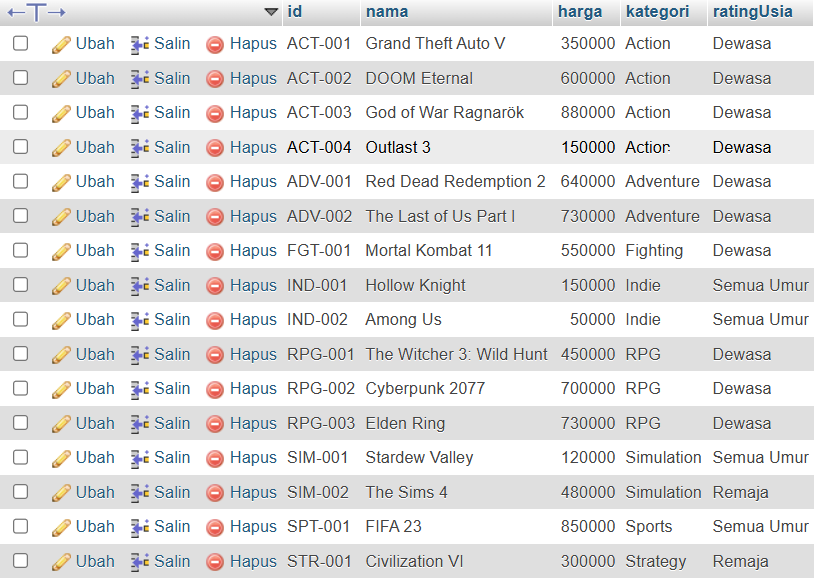 id nama harga kategori ratingUsia
Ubah Salin Hapus ACT-001 Grand Theft Auto V 350000 Action Dewasa
Ubah Salin Hapus ACT-002 DOOM Eternal 600000 Action Dewasa
Ubah Salin Hapus ACT-003 God of War Ragnarök 880000 Action Dewasa
Ubah Salin Hapus ACT-004 Outlast 3 150000 Action Dewasa
Ubah Salin Hapus ADV-001 Red Dead Redemption 2 640000 Adventure Dewasa
Ubah Salin Hapus ADV-002 The Last of Us Part I 730000 Adventure Dewasa
Ubah Salin Hapus FGT-001 Mortal Kombat 11 550000 Fighting Dewasa
Ubah Salin Hapus IND-001 Hollow Knight 150000 Indie Semua Umur
Ubah Salin Hapus IND-002 Among Us 50000 Indie Semua Umur
Ubah Salin Hapus RPG-001 The Witcher 3: Wild Hunt 450000 RPG Dewasa
Ubah Salin Hapus RPG-002 Cyberpunk 2077 700000 RPG Dewasa
Ubah Salin Hapus RPG-003 Elden Ring 730000 RPG Dewasa
Ubah Salin Hapus SIM-001 Stardew Valley 120000 Simulation Semua Umur
Ubah Salin Hapus SIM-002 The Sims 4 480000 Simulation Remaja
Ubah Salin Hapus SPT-001 FIFA 23 850000 Sports Semua Umur
Ubah Salin Hapus STR-001 Civilization VI 300000 Strategy Remaja